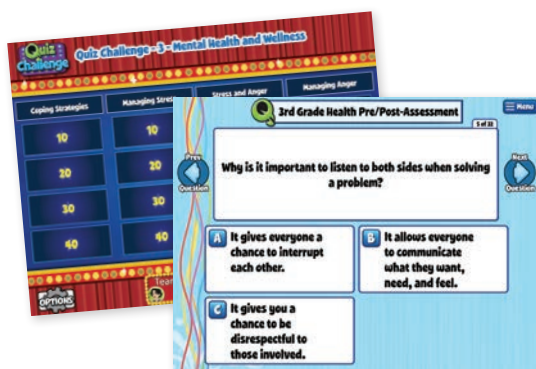 Quiz
Challenge
Quiz Challenge - 3 - Mental Health and Wellness
Coping Strategies
Managing Stress
Stress and Anger
Managing Anger
10
10
20
20
30
30
40
40
OPTIONS
Q 3rd Grade Health Pre/Post-Assessment
Menu
5 of 33
Prev
Question
Next
Question
Why is it important to listen to both sides when solving
a problem?
A It gives everyone a
chance to interrupt
each other.
B It allows everyone
to communicate
what they want,
need, and feel.
C It gives you a
chance to be
disrespectful to
those involved.